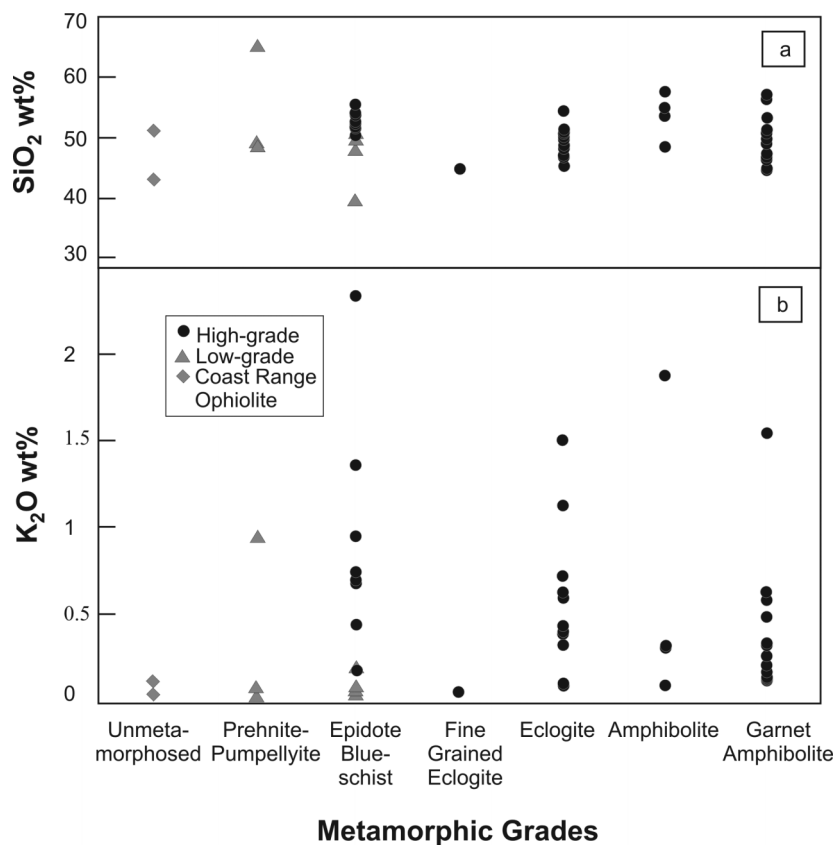 70
60
50
40
30
SiO2 wt%
a
b
2
1.5
1
0.5
0
K2O wt%
High-grade
Low-grade
Coast Range
Ophiolite
Unmeta-
morphosed
Prehnite-
Pumpellyite
Epidote
Blue-
schist
Fine
Grained
Eclogite
Eclogite
Amphibolite
Garnet
Amphibolite
Metamorphic Grades